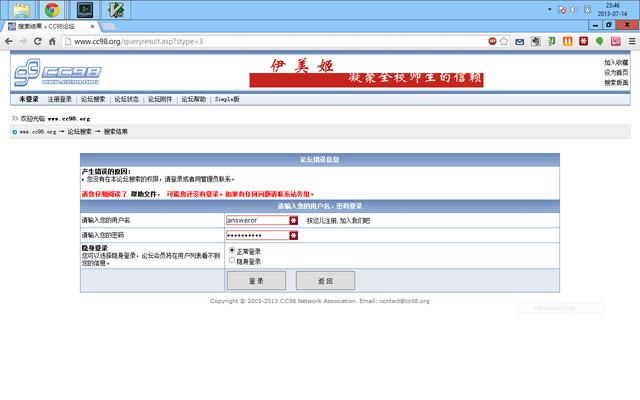 23:46
2013-07-14
搜索结果 » CC98论坛
www.cc98.org/queryresult.asp?stype=3
CC98
WWW.CC98.ORG
伊美姬
凝聚全校师生的信赖
加入收藏
设为首页
搜索版面
未登录 | 注册登录 | 论坛搜索 | 论坛状态 | 论坛附件 | 论坛帮助 | Simple版
>> 欢迎光临 www.cc98.org
www.cc98.org → 论坛搜索 → 搜索结果
论坛错误信息
产生错误的原因:
• 您没有在本论坛搜索的权限，请登录或者同管理员联系。
请您仔细阅读了 帮助文件，可能您还没有登录。如果有任何问题请联系站务组。
请输入您的用户名、密码登录
请输入您的用户名 answeror 按这儿注册,加入我们吧
请输入您的密码 ••••••••••
隐身登录
您可以选择隐身登录，论坛会员将在用户列表看不到您的信息。
正常登录
隐身登录
登 录 返 回
Copyright © 2003-2013 CC98 Network Association. Email: contact@cc98.org